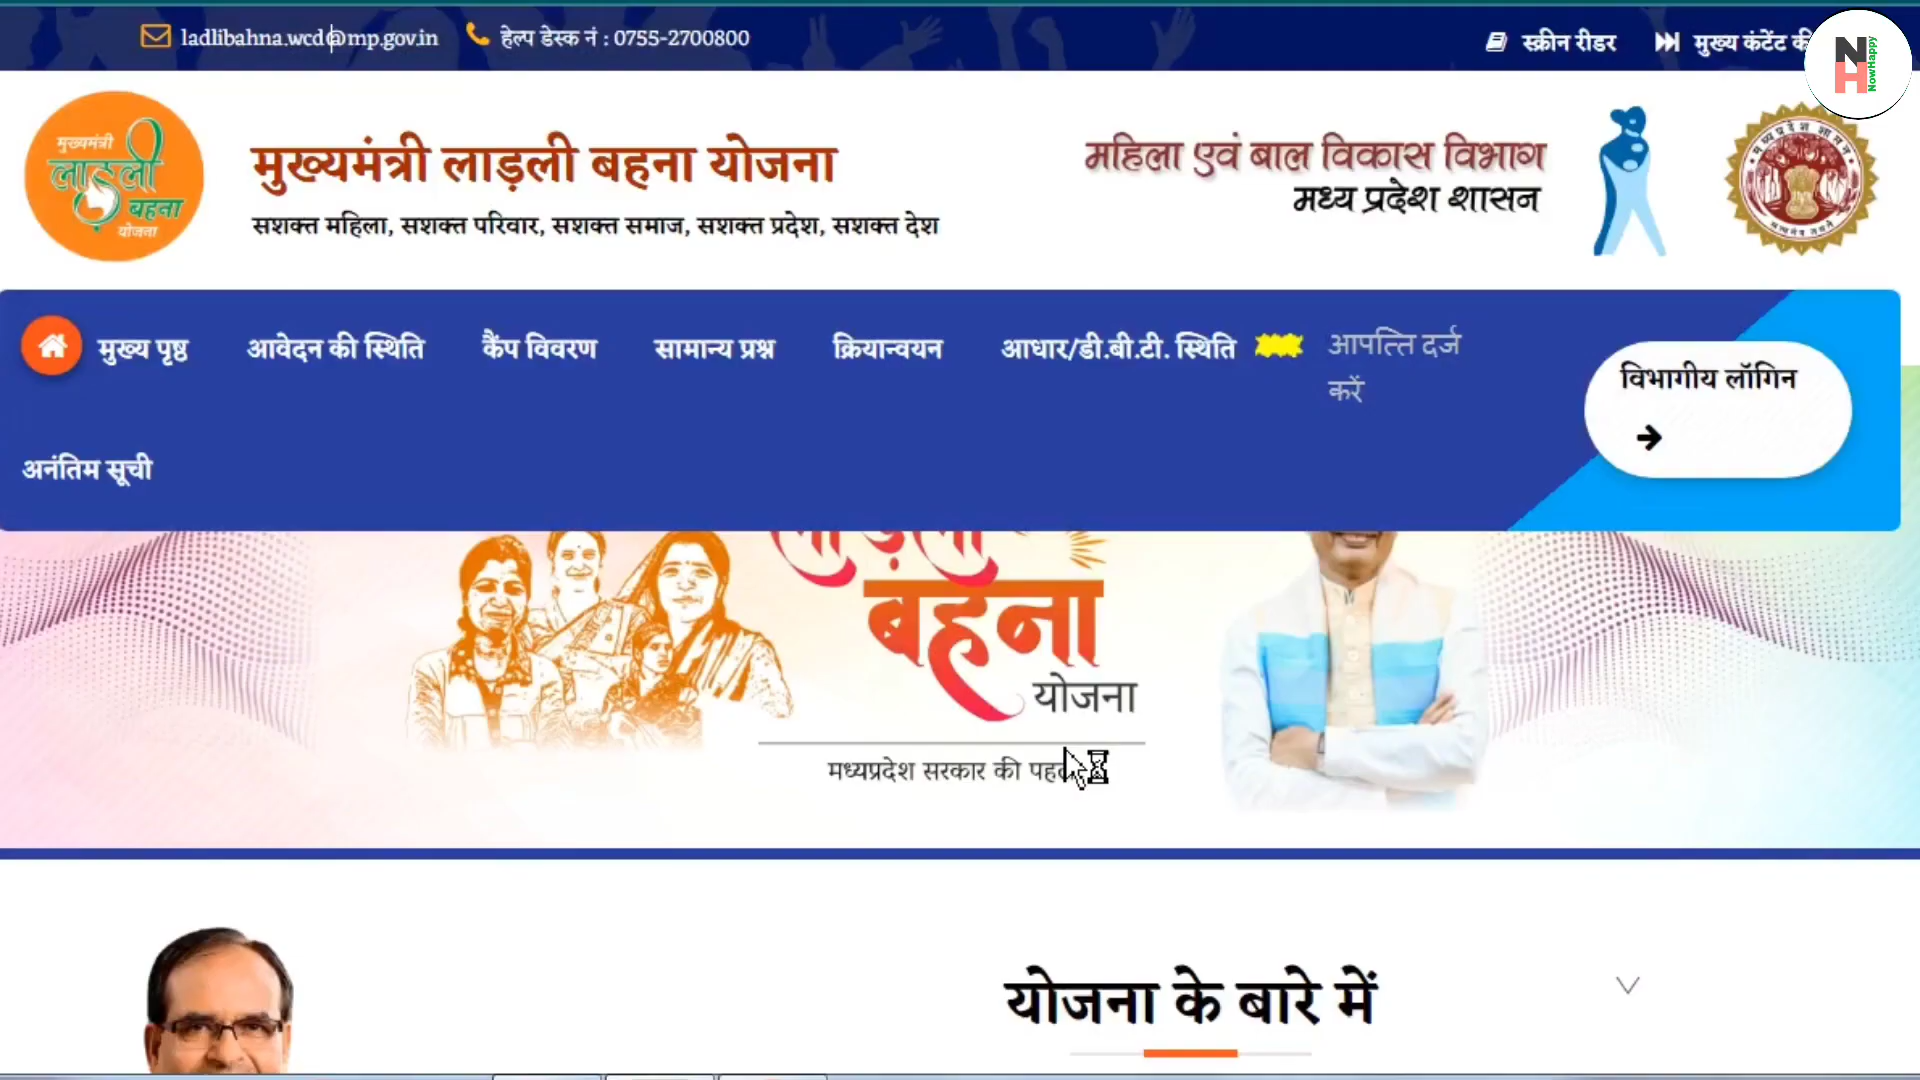 ladlibahna.wcd@mp.gov.in
हेल्प डेस्क नं : 0755-2700800
स्क्रीन रीडर
मुख्य कंटेंट
NH
NowHappy
मुख्यमंत्री
लाड़ली
बहना
योजना
मुख्यमंत्री लाड़ली बहना योजना
सशक्त महिला, सशक्त परिवार, सशक्त समाज, सशक्त प्रदेश, सशक्त देश
महिला एवं बाल विकास विभाग
मध्य प्रदेश शासन
मुख्य पृष्ठ
आवेदन की स्थिति
कैंप विवरण
सामान्य प्रश्न
क्रियान्वयन
आधार/डी.बी.टी. स्थिति
आपत्ति दर्ज
करें
विभागीय लॉगिन
अनंतिम सूची
बहना
योजना
मध्यप्रदेश सरकार की
योजना के बारे में